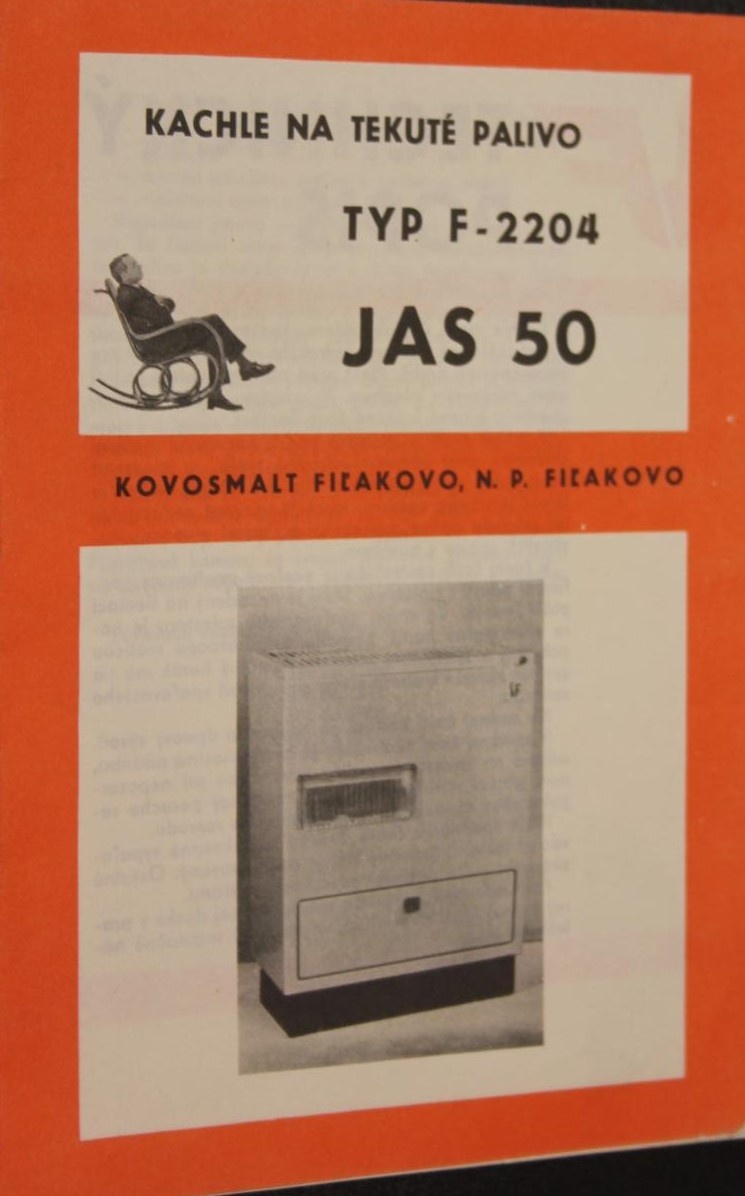 KACHLE NA TEKUTÉ PALIVO
TYP F-2204
JAS 50
KOVOSMALT FIĽAKOVO, N. P. FIĽAKOVO